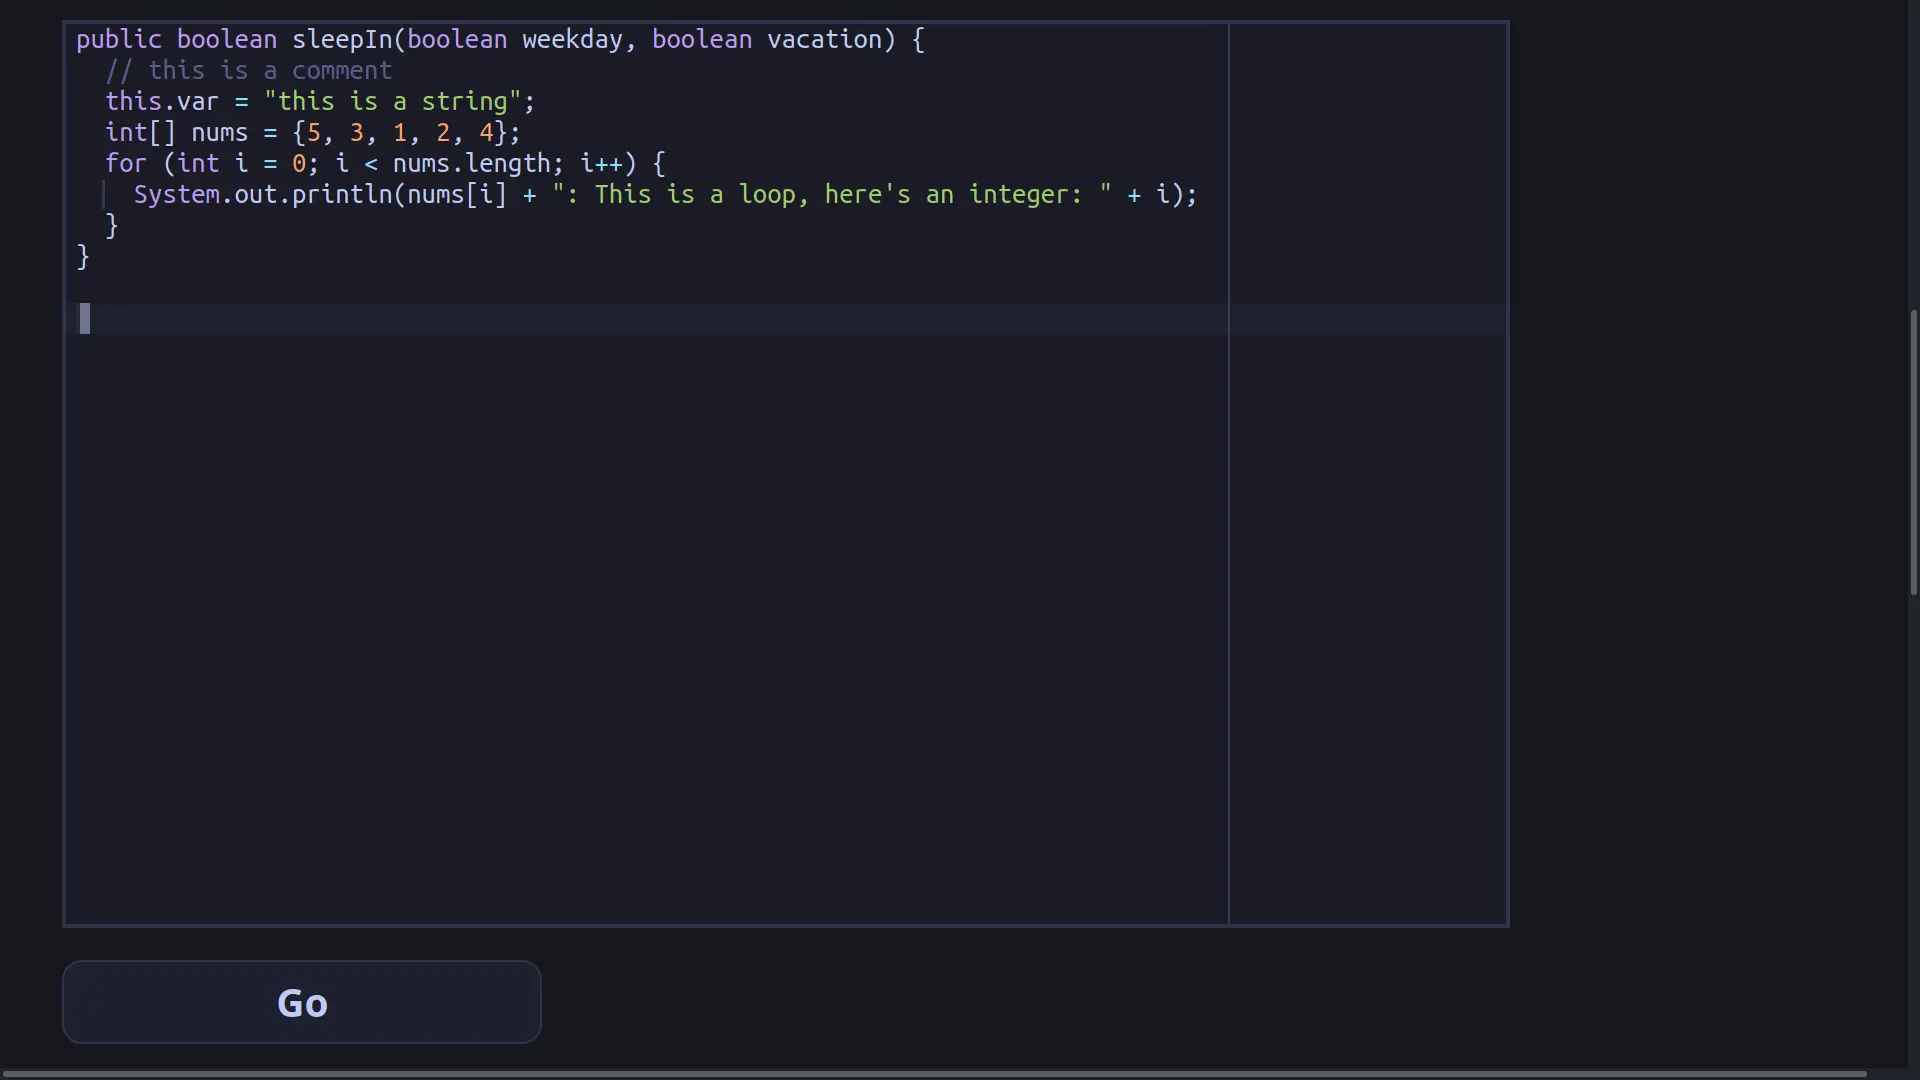 public boolean sleepIn(boolean weekday, boolean vacation) {
  // this is a comment
  this.var = "this is a string";
  int[] nums = {5, 3, 1, 2, 4};
  for (int i = 0; i < nums.length; i++) {
    System.out.println(nums[i] + ": This is a loop, here's an integer: " + i);
  }
}
Go